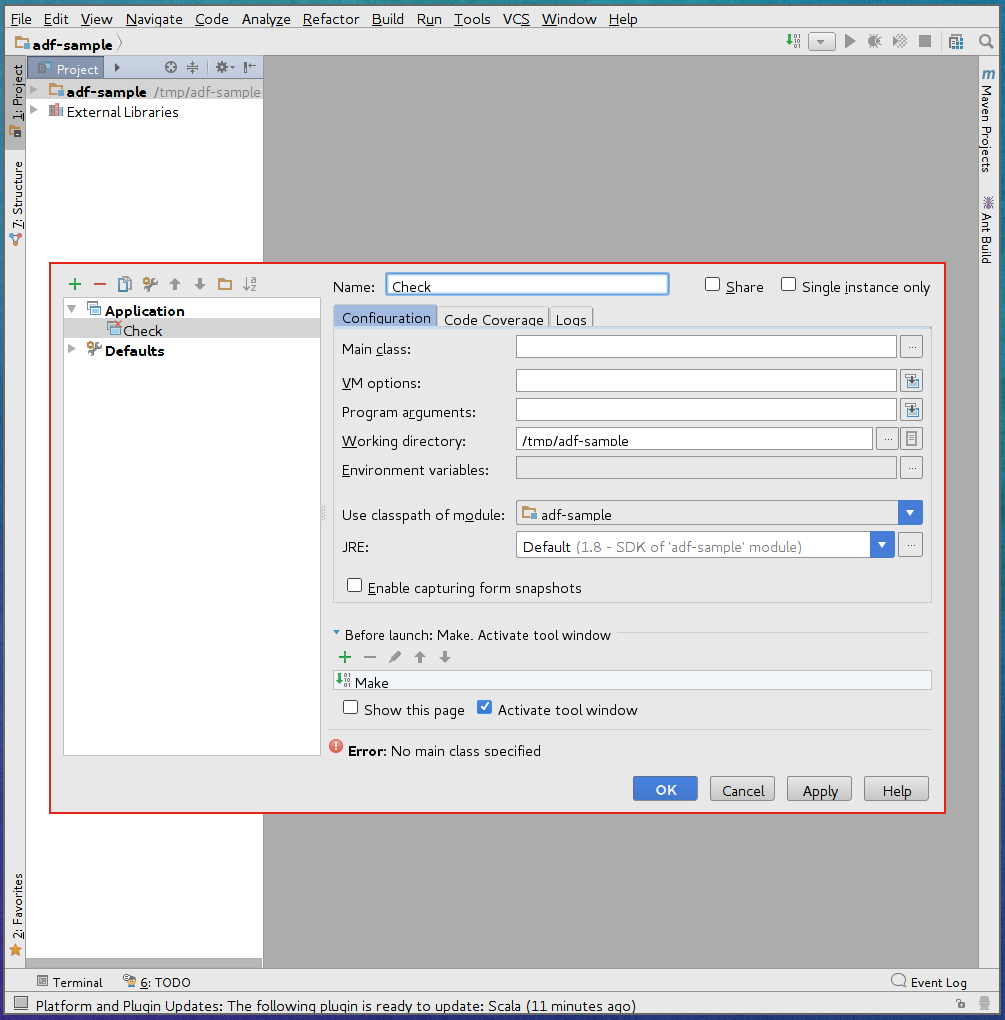 File Edit View Navigate Code Analyze Refactor Build Run Tools VCS Window Help
adf-sample
1: Project
7: Structure
2: Favorites
Project
adf-sample /tmp/adf-sample
External Libraries
Maven Projects
Ant Build
Application
Check
Defaults
Name: Check Share Single instance only
Configuration Code Coverage Logs
Main class:
VM options:
Program arguments:
Working directory: /tmp/adf-sample
Environment variables:
Use classpath of module: adf-sample
JRE: Default (1.8 - SDK of 'adf-sample' module)
Enable capturing form snapshots
Before launch: Make. Activate tool window
Make
Show this page Activate tool window
Error: No main class specified
OK Cancel Apply Help
Terminal 6: TODO Event Log
Platform and Plugin Updates: The following plugin is ready to update: Scala (11 minutes ago)